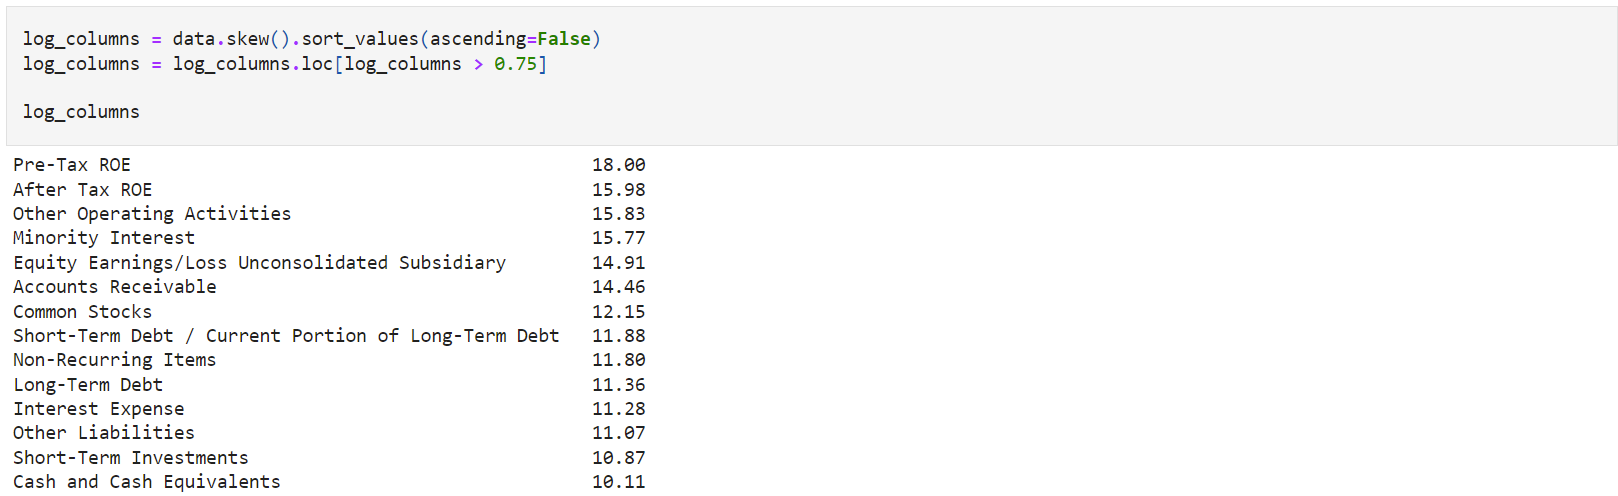 log_columns = data.skew().sort_values(ascending=False)
log_columns = log_columns.loc[log_columns > 0.75]
log_columns
Pre-Tax ROE 18.00
After Tax ROE 15.98
Other Operating Activities 15.83
Minority Interest 15.77
Equity Earnings/Loss Unconsolidated Subsidiary 14.91
Accounts Receivable 14.46
Common Stocks 12.15
Short-Term Debt / Current Portion of Long-Term Debt 11.88
Non-Recurring Items 11.80
Long-Term Debt 11.36
Interest Expense 11.28
Other Liabilities 11.07
Short-Term Investments 10.87
Cash and Cash Equivalents 10.11